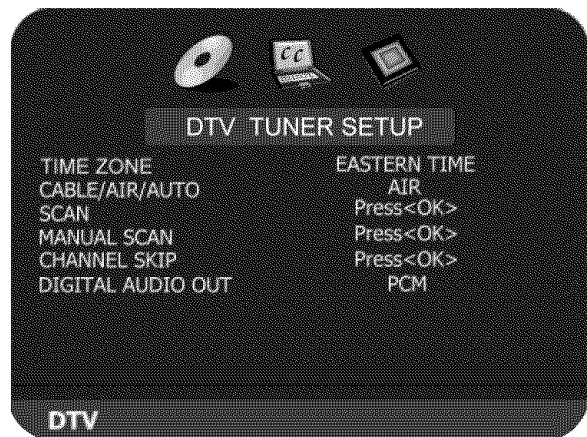 CC
DTV TUNER SETUP
TIME ZONE EASTERN TIME
CABLE/AIR/AUTO AIR
SCAN Press<OK>
MANUAL SCAN Press<OK>
CHANNEL SKIP Press<OK>
DIGITAL AUDIO OUT PCM
DTV